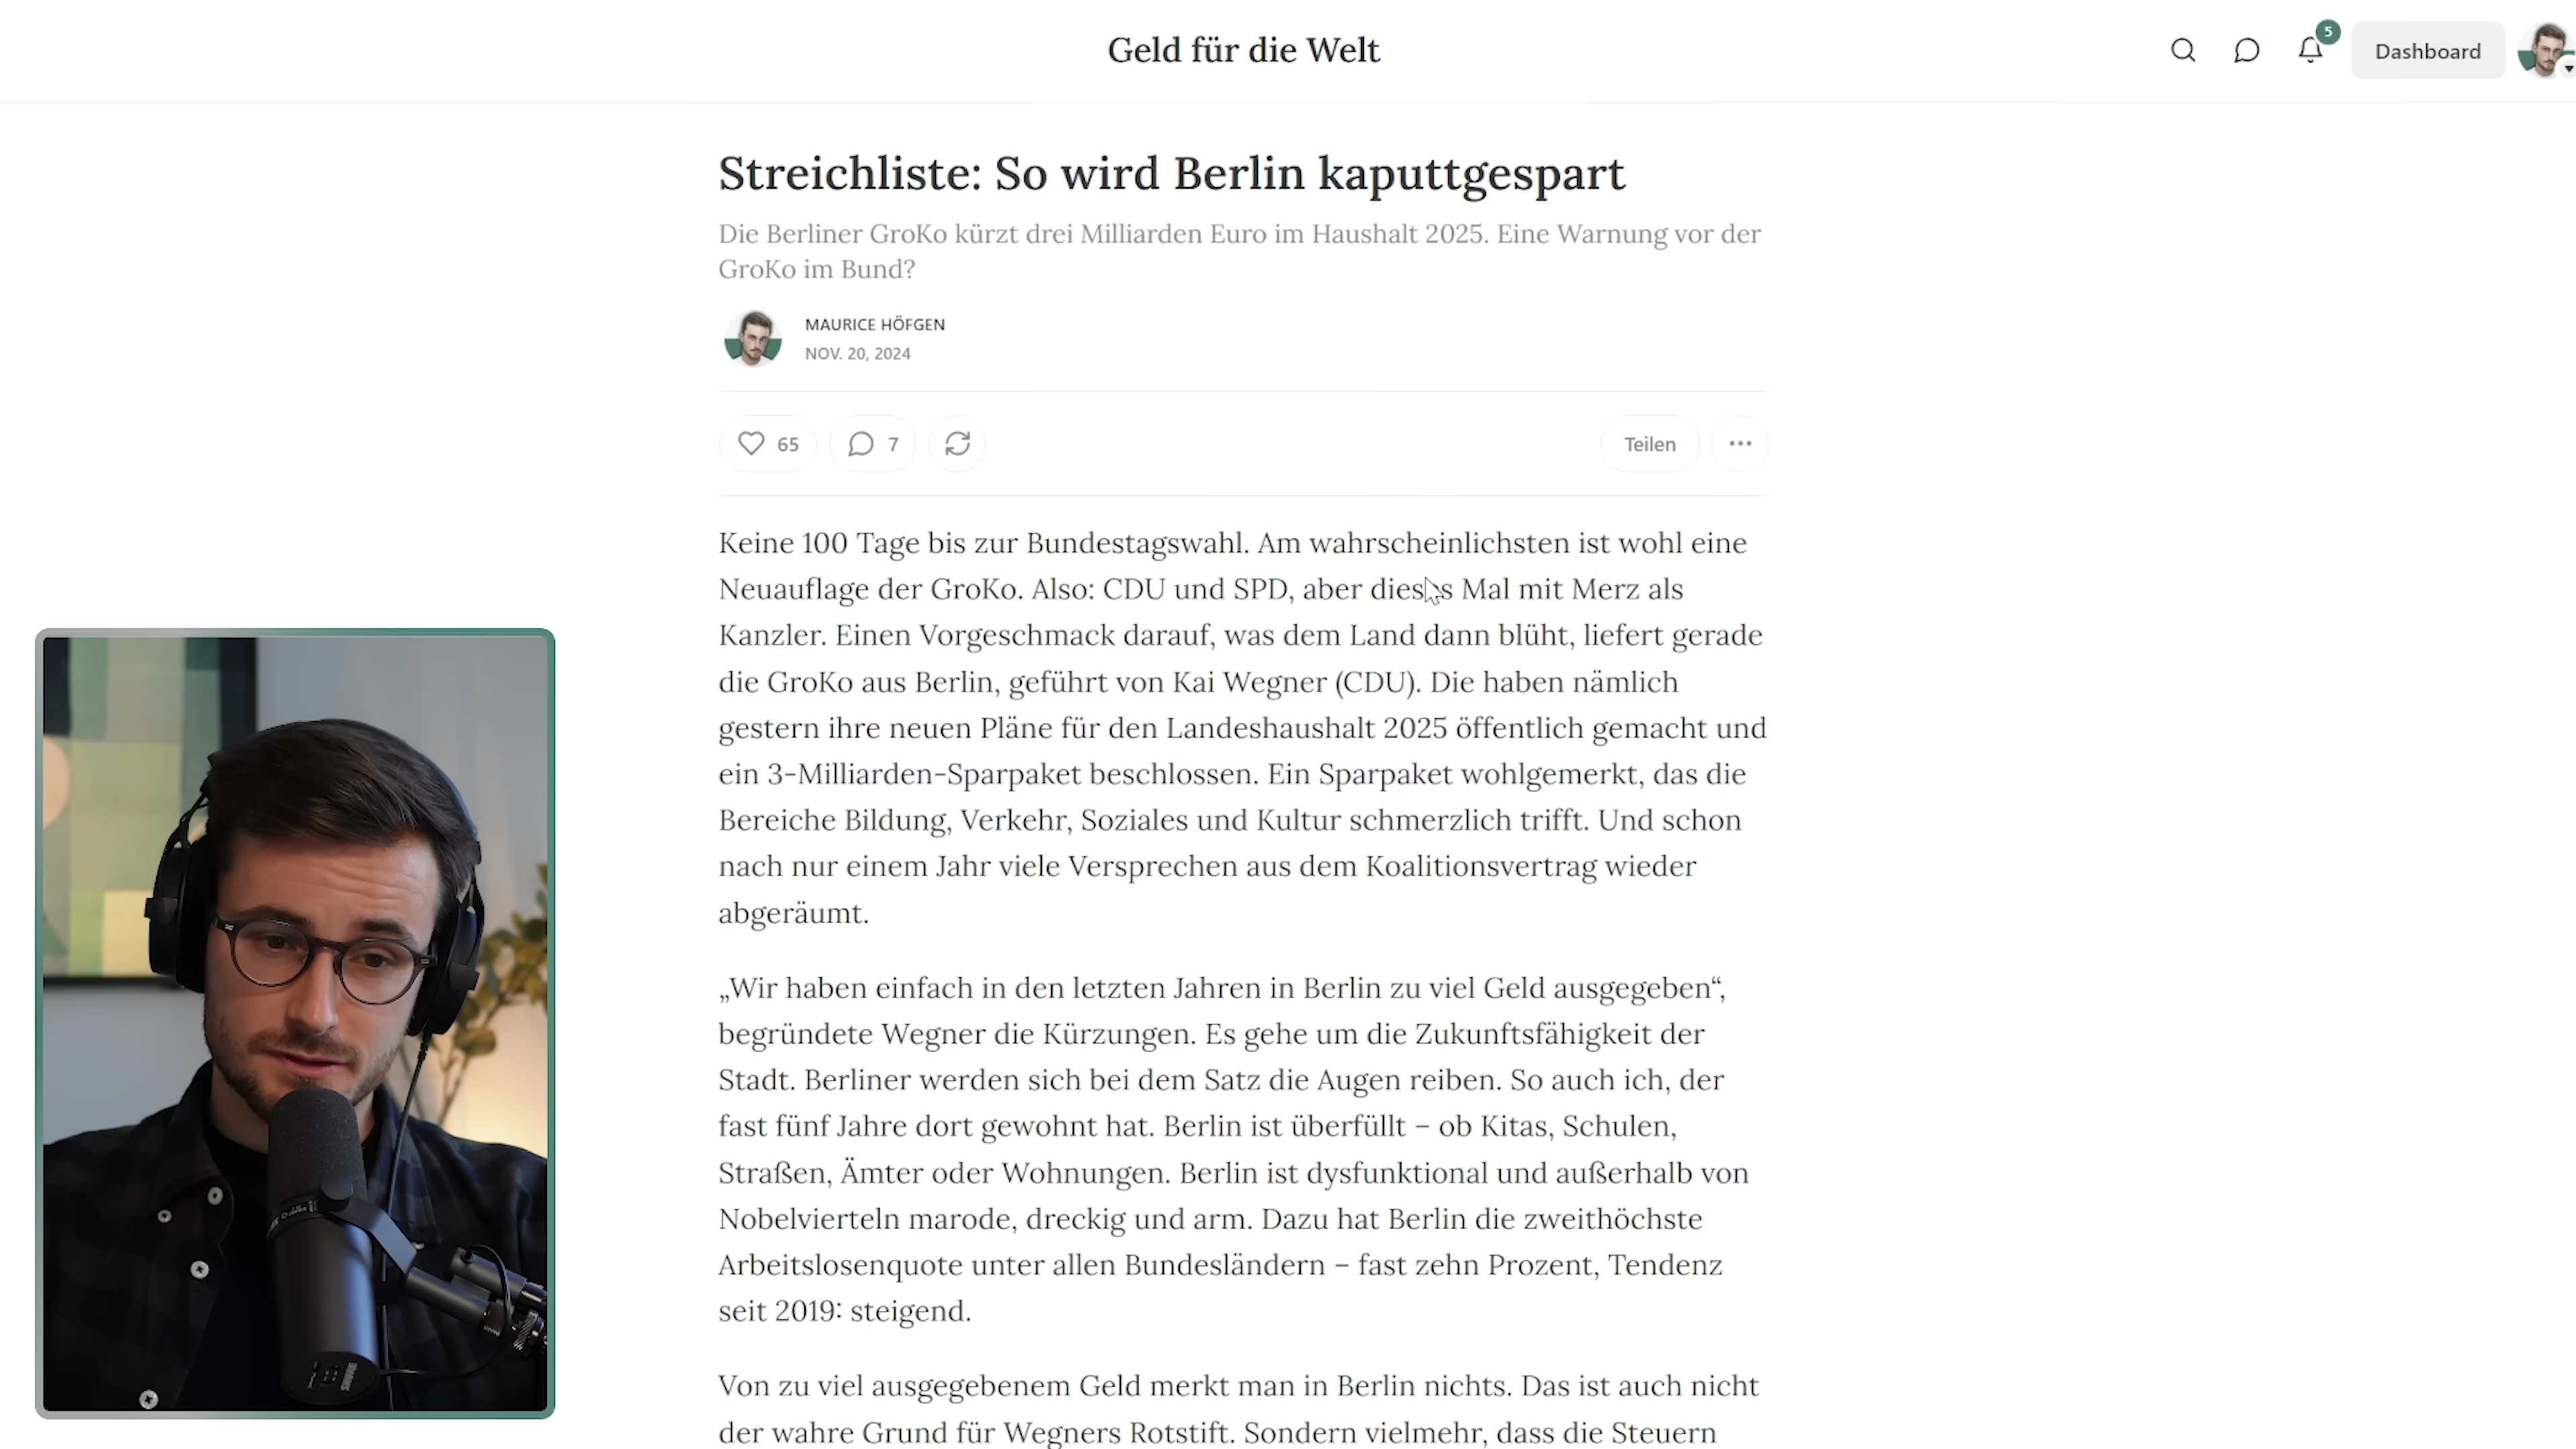 Geld für die Welt
5
Dashboard
Streichliste: So wird Berlin kaputtgespart
Die Berliner GroKo kürzt drei Milliarden Euro im Haushalt 2025. Eine Warnung vor der
GroKo im Bund?
MAURICE HÖFGEN
NOV. 20, 2024
65
7
Teilen
Keine 100 Tage bis zur Bundestagswahl. Am wahrscheinlichsten ist wohl eine
Neuauflage der GroKo. Also: CDU und SPD, aber dieses Mal mit Merz als
Kanzler. Einen Vorgeschmack darauf, was dem Land dann blüht, liefert gerade
die GroKo aus Berlin, geführt von Kai Wegner (CDU). Die haben nämlich
gestern ihre neuen Pläne für den Landeshaushalt 2025 öffentlich gemacht und
ein 3-Milliarden-Sparpaket beschlossen. Ein Sparpaket wohlgemerkt, das die
Bereiche Bildung, Verkehr, Soziales und Kultur schmerzlich trifft. Und schon
nach nur einem Jahr viele Versprechen aus dem Koalitionsvertrag wieder
abgeräumt.
„Wir haben einfach in den letzten Jahren in Berlin zu viel Geld ausgegeben“,
begründete Wegner die Kürzungen. Es gehe um die Zukunftsfähigkeit der
Stadt. Berliner werden sich bei dem Satz die Augen reiben. So auch ich, der
fast fünf Jahre dort gewohnt hat. Berlin ist überfüllt – ob Kitas, Schulen,
Straßen, Ämter oder Wohnungen. Berlin ist dysfunktional und außerhalb von
Nobelvierteln marode, dreckig und arm. Dazu hat Berlin die zweithöchste
Arbeitslosenquote unter allen Bundesländern – fast zehn Prozent, Tendenz
seit 2019: steigend.
Von zu viel ausgegebenem Geld merkt man in Berlin nichts. Das ist auch nicht
der wahre Grund für Wegners Rotstift. Sondern vielmehr, dass die Steuern